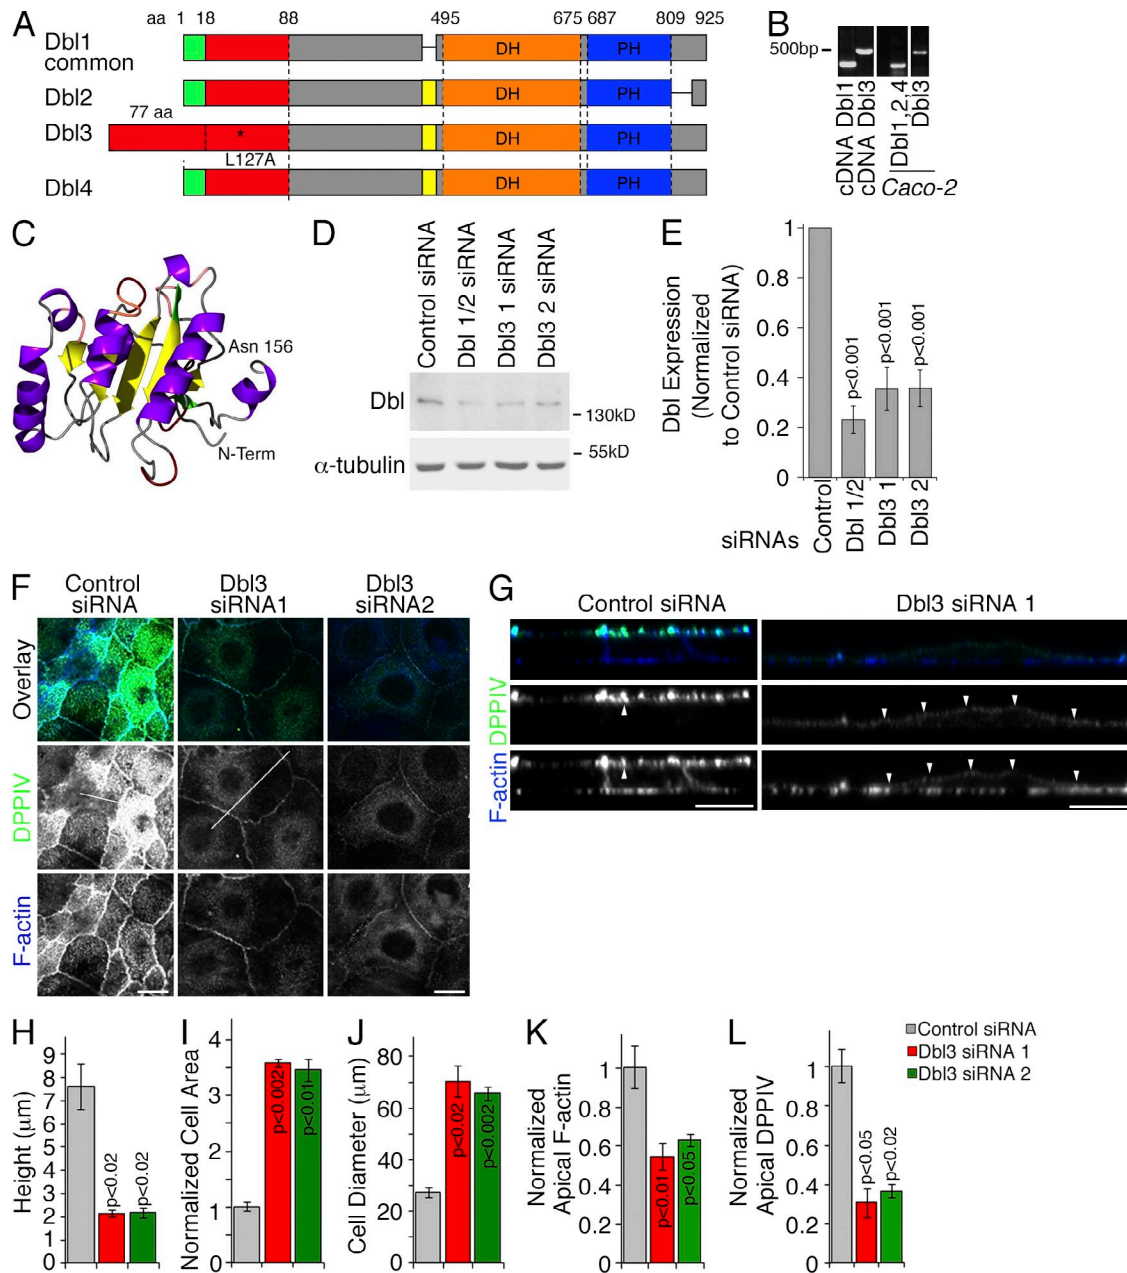 A
aa 1 18 88 495 675 687 809 925
Dbl1
common
DH PH
Dbl2
DH PH
77 aa
Dbl3
*
DH PH
L127A
Dbl4
DH PH
B
500bp
cDNA Dbl1
cDNA Dbl3
Dbl1,2,4
Dbl3
Caco-2
C
Asn 156
N-Term
D
Control siRNA
Dbl 1/2 siRNA
Dbl3 1 siRNA
Dbl3 2 siRNA
Dbl
130kD
55kD
α-tubulin
E
Dbl Expression
(Normalized
to Control siRNA)
1
0.8
0.6
0.4
0.2
0
p<0.001
p<0.001
p<0.001
siRNAs
Control
Dbl 1/2
Dbl3 1
Dbl3 2
F
Control
siRNA
Dbl3
siRNA1
Dbl3
siRNA2
Overlay
DPPIV
F-actin
G
Control siRNA
Dbl3 siRNA 1
DPPIV
F-actin
H
Height (μm)
9
8
7
6
5
4
3
2
1
0
p<0.02
p<0.02
I
Normalized Cell Area
4
3
2
1
0
p<0.002
p<0.01
J
Cell Diameter (μm)
80
60
40
20
0
p<0.02
p<0.002
K
Normalized
Apical F-actin
1
0.8
0.6
0.4
0.2
0
p<0.01
p<0.05
L
Normalized
Apical DPPIV
1
0.8
0.6
0.4
0.2
0
p<0.05
p<0.02
Control siRNA
Dbl3 siRNA 1
Dbl3 siRNA 2